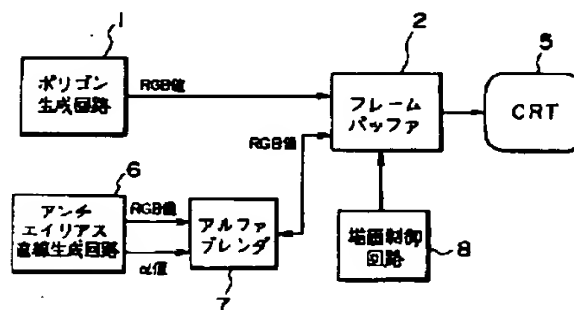 1
ポリゴン
生成回路
RGB値
2
フレーム
バッファ
5
CRT
RGB値
6
アンチ
エイリアス
直線生成回路
RGB値
α値
アルファ
ブレンダ
7
描画制御
回路
8